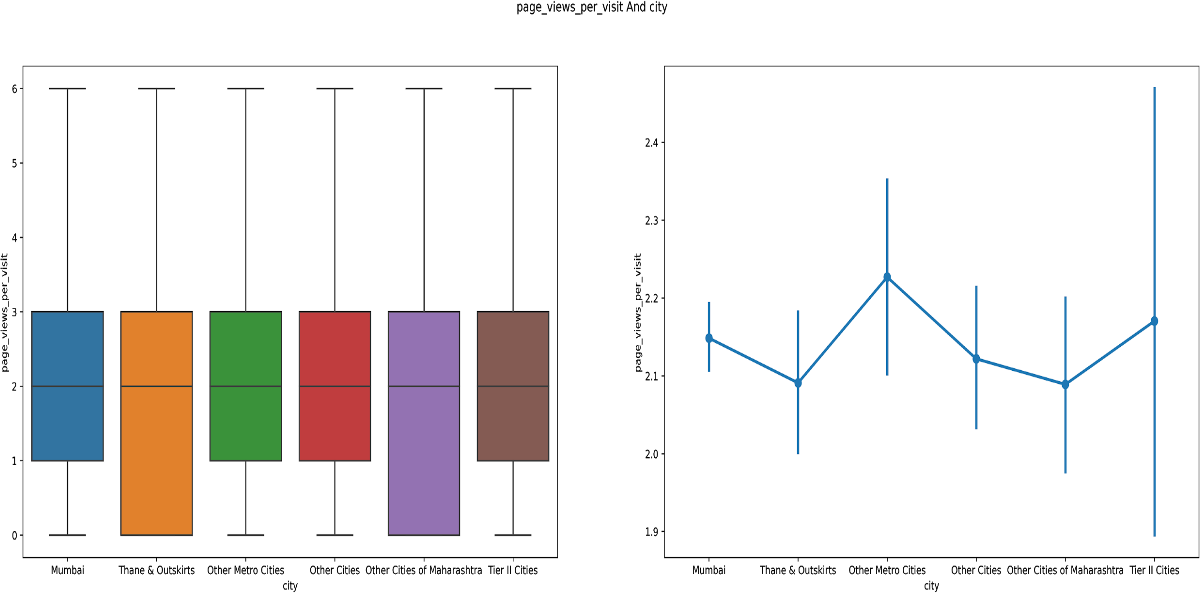 page_views_per_visit And city
page_views_per_visit
6
5
4
3
2
1
0
Mumbai Thane & Outskirts Other Metro Cities Other Cities Other Cities of Maharashtra Tier II Cities
city
page_views_per_visit
2.4
2.3
2.2
2.1
2.0
1.9
Mumbai Thane & Outskirts Other Metro Cities Other Cities Other Cities of Maharashtra Tier II Cities
city